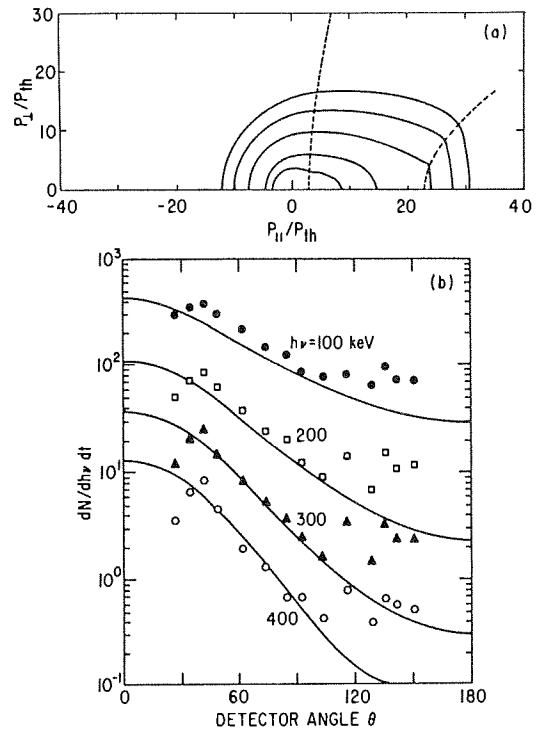 (a)
30
20
10
0
P⊥/Pth
-40 -20 0 20 40
P||/Pth
(b)
10³
10²
10¹
10⁰
10⁻¹
dN/dhν dt
hν=100 keV
200
300
400
0 60 120 180
DETECTOR ANGLE θ